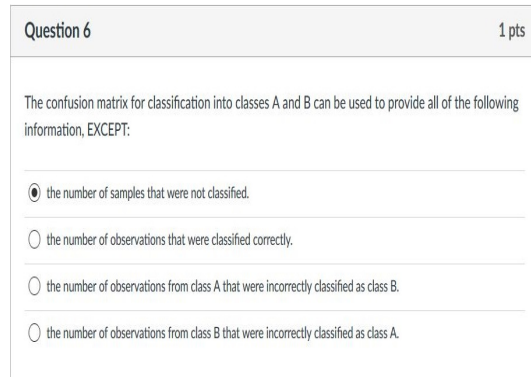 Question 6
1 pts
The confusion matrix for classification into classes A and B can be used to provide all of the following
information, EXCEPT:
the number of samples that were not classified.
the number of observations that were classified correctly.
the number of observations from class A that were incorrectly classified as class B.
the number of observations from class B that were incorrectly classified as class A.